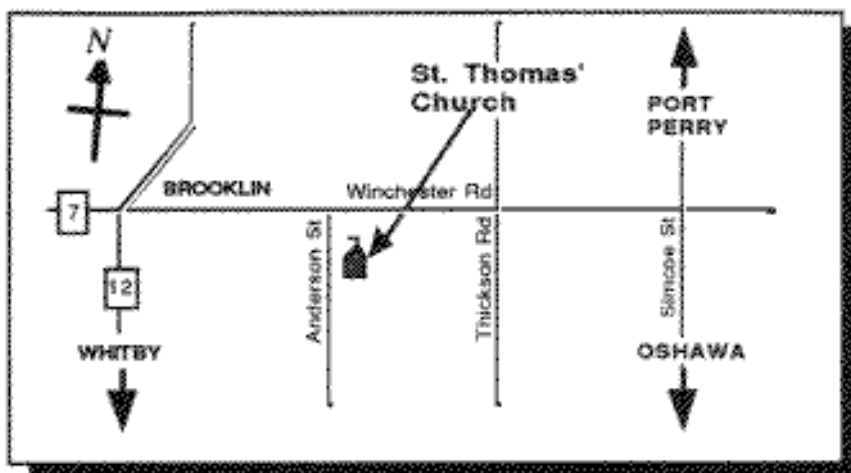 N
St. Thomas'
Church
PORT
PERRY
BROOKLIN
Winchester Rd
7
12
Anderson St
Thickson Rd
Simcoe St
WHITBY
OSHAWA